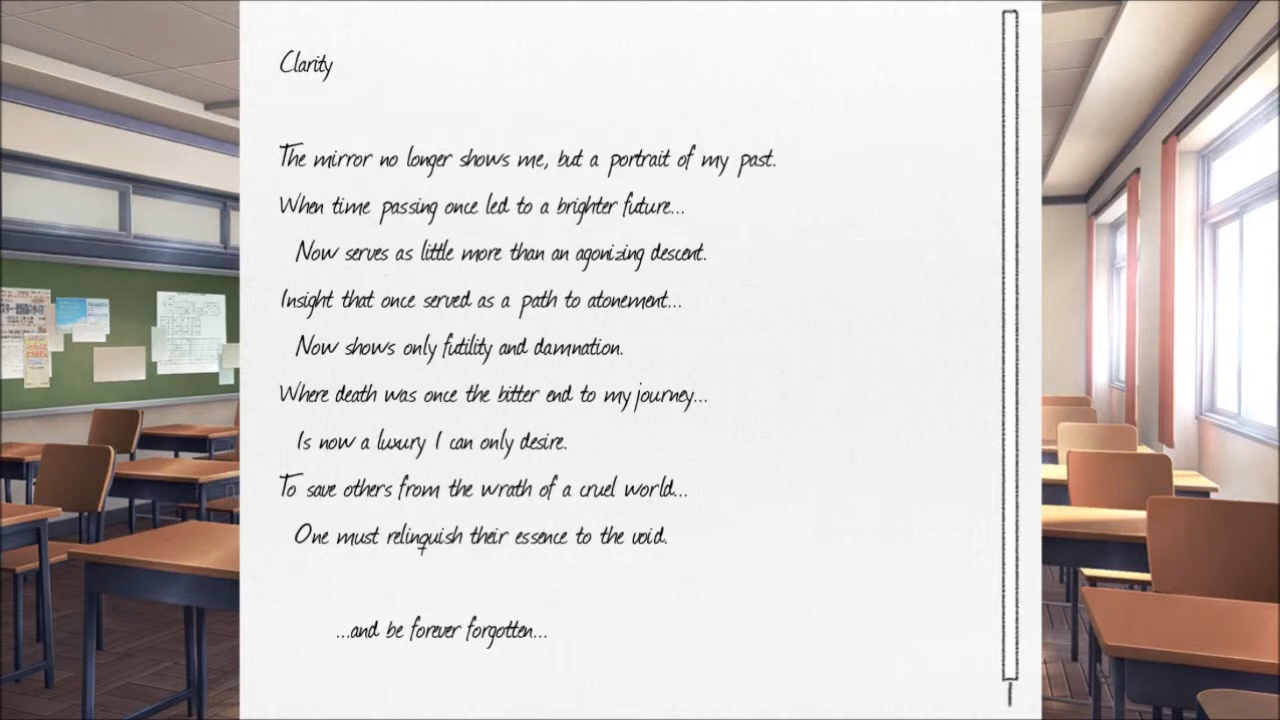 Clarity
The mirror no longer shows me, but a portrait of my past.
When time passing once led to a brighter future...
Now serves as little more than an agonizing descent.
Insight that once served as a path to atonement...
Now shows only futility and damnation.
Where death was once the bitter end to my journey...
Is now a luxury I can only desire.
To save others from the wrath of a cruel world...
One must relinquish their essence to the void.
...and be forever forgotten...